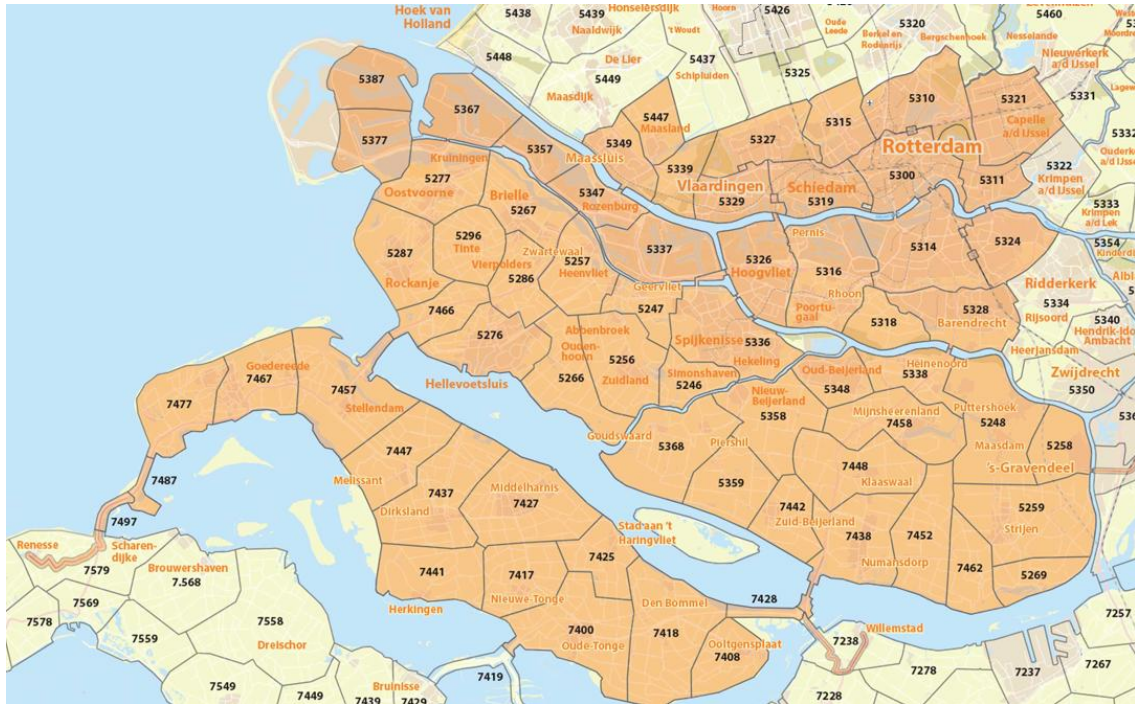 Hoek van
Holland
5438
5439
Honselersdijk
Naaldwijk
't Woudt
Hoorn
5426
Oude
Leede
5320
Berkel en
Rodenrijs
Bergschenhoek
5460
Nesselande
Nieuwerkerk
a/d IJssel
5448
De Lier
5449
Maasdijk
5437
Schipluiden
5325
5331
5387
5367
5447
Maasland
5349
5327
5315
5310
5321
Capelle
a/d IJssel
5332
5377
5357
Maassluis
5339
Rotterdam
Kruiningen
5277
Oostvoorne
Brielle
5267
5347
Rozenburg
Vlaardingen
5329
Schiedam
5319
5300
5311
5322
Krimpen
a/d IJssel
5333
Krimpen
a/d Lek
5296
Tinte
Vierpolders
5286
Zwartewaal
5257
Heenvliet
5337
Pernis
5314
5324
5354
5287
Rockanje
5326
Hoogvliet
5316
Geervliet
Rhoon
Ridderkerk
5334
Rijsoord
7466
5276
5247
Poortu-
gaal
5318
5328
Barendrecht
5340
Hendrik-Ido
Ambacht
Abbenbroek
Ouden-
hoorn
5256
Zuidland
5266
Spijkenisse
5336
Hekeling
Simonshaven
5246
Oud-Beijerland
5348
Heinenoord
5338
Heerjansdam
Zwijdrecht
5350
Goedereede
7467
7457
Stellendam
Hellevoetsluis
7477
Nieuw-
Beijerland
5358
Mijnsheerenland
7458
Puttershoek
5248
Maasdam
5258
Goudswaard
5368
Piershil
5359
7448
Klaaswaal
's-Gravendeel
7447
Melissant
7437
Dirksland
Middelharnis
7427
7487
7497
7442
Zuid-Beijerland
7438
7452
Numansdorp
5259
Strijen
Stad aan 't
Haringvliet
7425
7462
5269
Renesse
Scharen-
dijke
7579
Brouwershaven
7.568
7441
Herkingen
7417
Nieuwe-Tonge
Den Bommel
7428
7257
7569
7578
7559
7558
Dreischor
7400
Oude-Tonge
7418
Ooltgensplaat
7408
Willemstad
7238
7278
7237
7267
7549
7449
Bruinisse
7439
7429
7419
7228